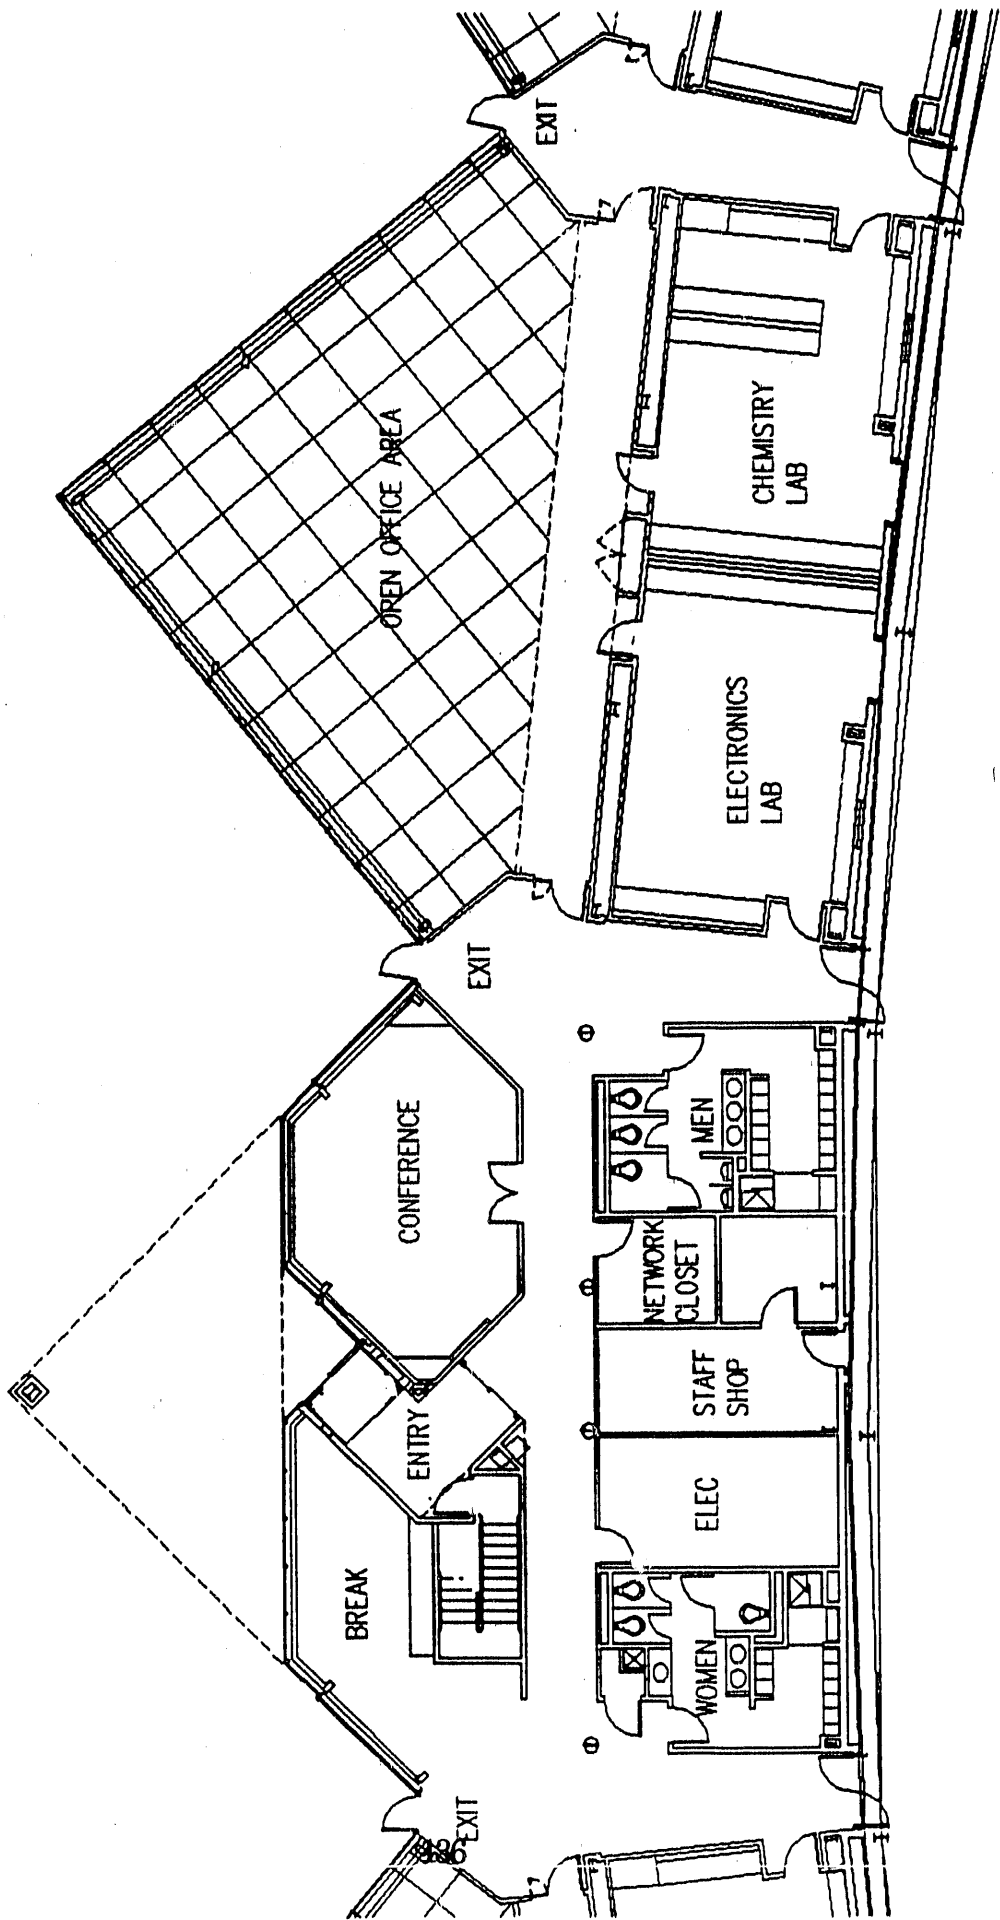 EXIT
OPEN OFFICE AREA
CHEMISTRY
LAB
ELECTRONICS
LAB
EXIT
CONFERENCE
MEN
NETWORK
CLOSET
STAFF
SHOP
ENTRY
ELEC
BREAK
WOMEN
EXIT